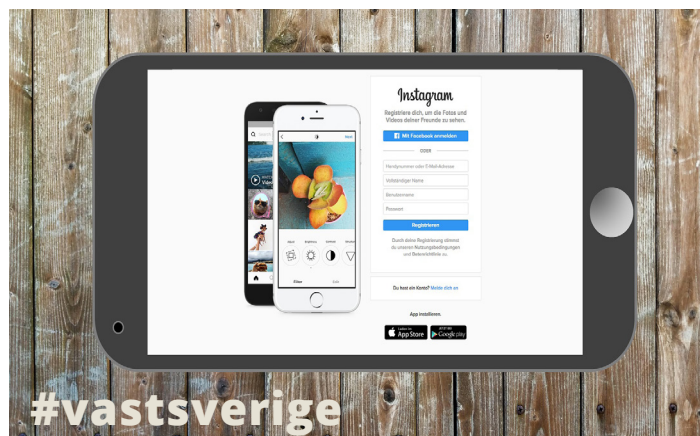 Instagram
Registriere dich, um die Fotos und
Videos deiner Freunde zu sehen.
Mit Facebook anmelden
ODER
Handynummer oder E-Mail-Adresse
Vollständiger Name
Benutzername
Passwort
Registrieren
Durch deine Registrierung stimmst
du unseren Nutzungsbedingungen
und Datenrichtlinie zu.
Du hast ein Konto? Melde dich an
App installieren.
App Store
Google play
#vastsverige